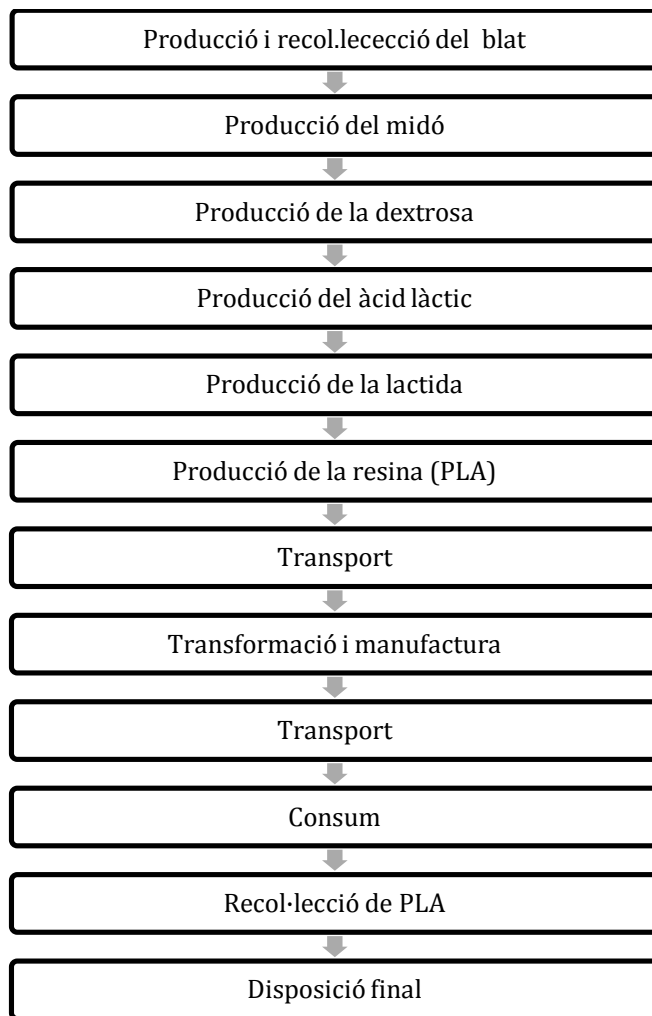 Producció i recol.lececció del  blat
Producció del midó
Producció de la dextrosa
Producció del àcid làctic
Producció de la lactida
Producció de la resina (PLA)
Transport
Transformació i manufactura
Transport
Consum
Recol·lecció de PLA
Disposició final